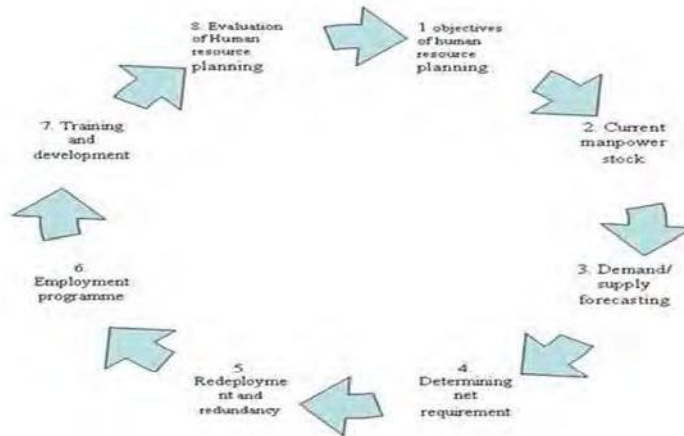 1 objectives
of human
resource
planning
2. Current
manpower
stock
3. Demand/
supply
forecasting
4
Determining
net
requirement
5
Redeployme
nt and
redundancy
6.
Employment
programme
7. Training
and
development
8. Evaluation
of Human
resource
planning